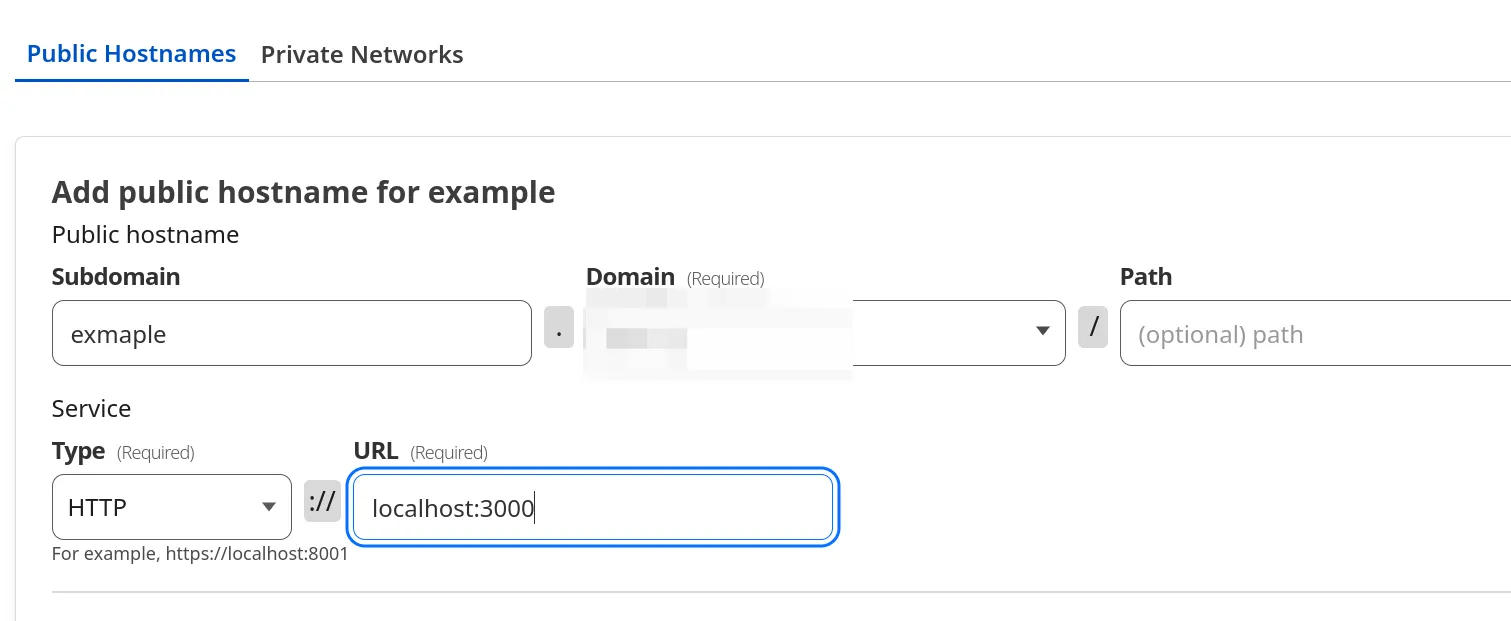 Public Hostnames Private Networks
Add public hostname for example
Public hostname
Subdomain Domain (Required) Path
exmaple . / (optional) path
Service
Type (Required) URL (Required)
HTTP :// localhost:3000
For example, https://localhost:8001